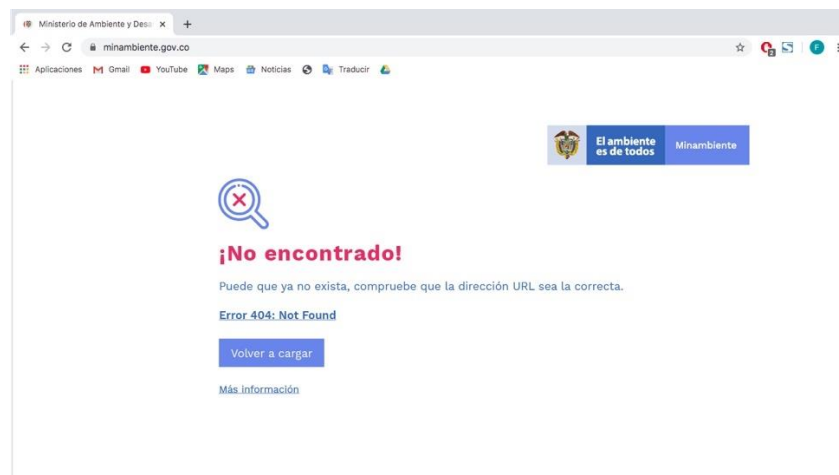 Ministerio de Ambiente y Desa
minambiente.gov.co
Aplicaciones Gmail YouTube Maps Noticias Traducir
El ambiente
es de todos
Minambiente
¡No encontrado!
Puede que ya no exista, compruebe que la dirección URL sea la correcta.
Error 404: Not Found
Volver a cargar
Más información